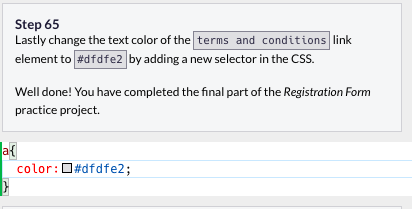 Step 65
Lastly change the text color of the terms and conditions link
element to #dfdfe2 by adding a new selector in the CSS.
Well done! You have completed the final part of the Registration Form
practice project.
a{
color: #dfdfe2;
}